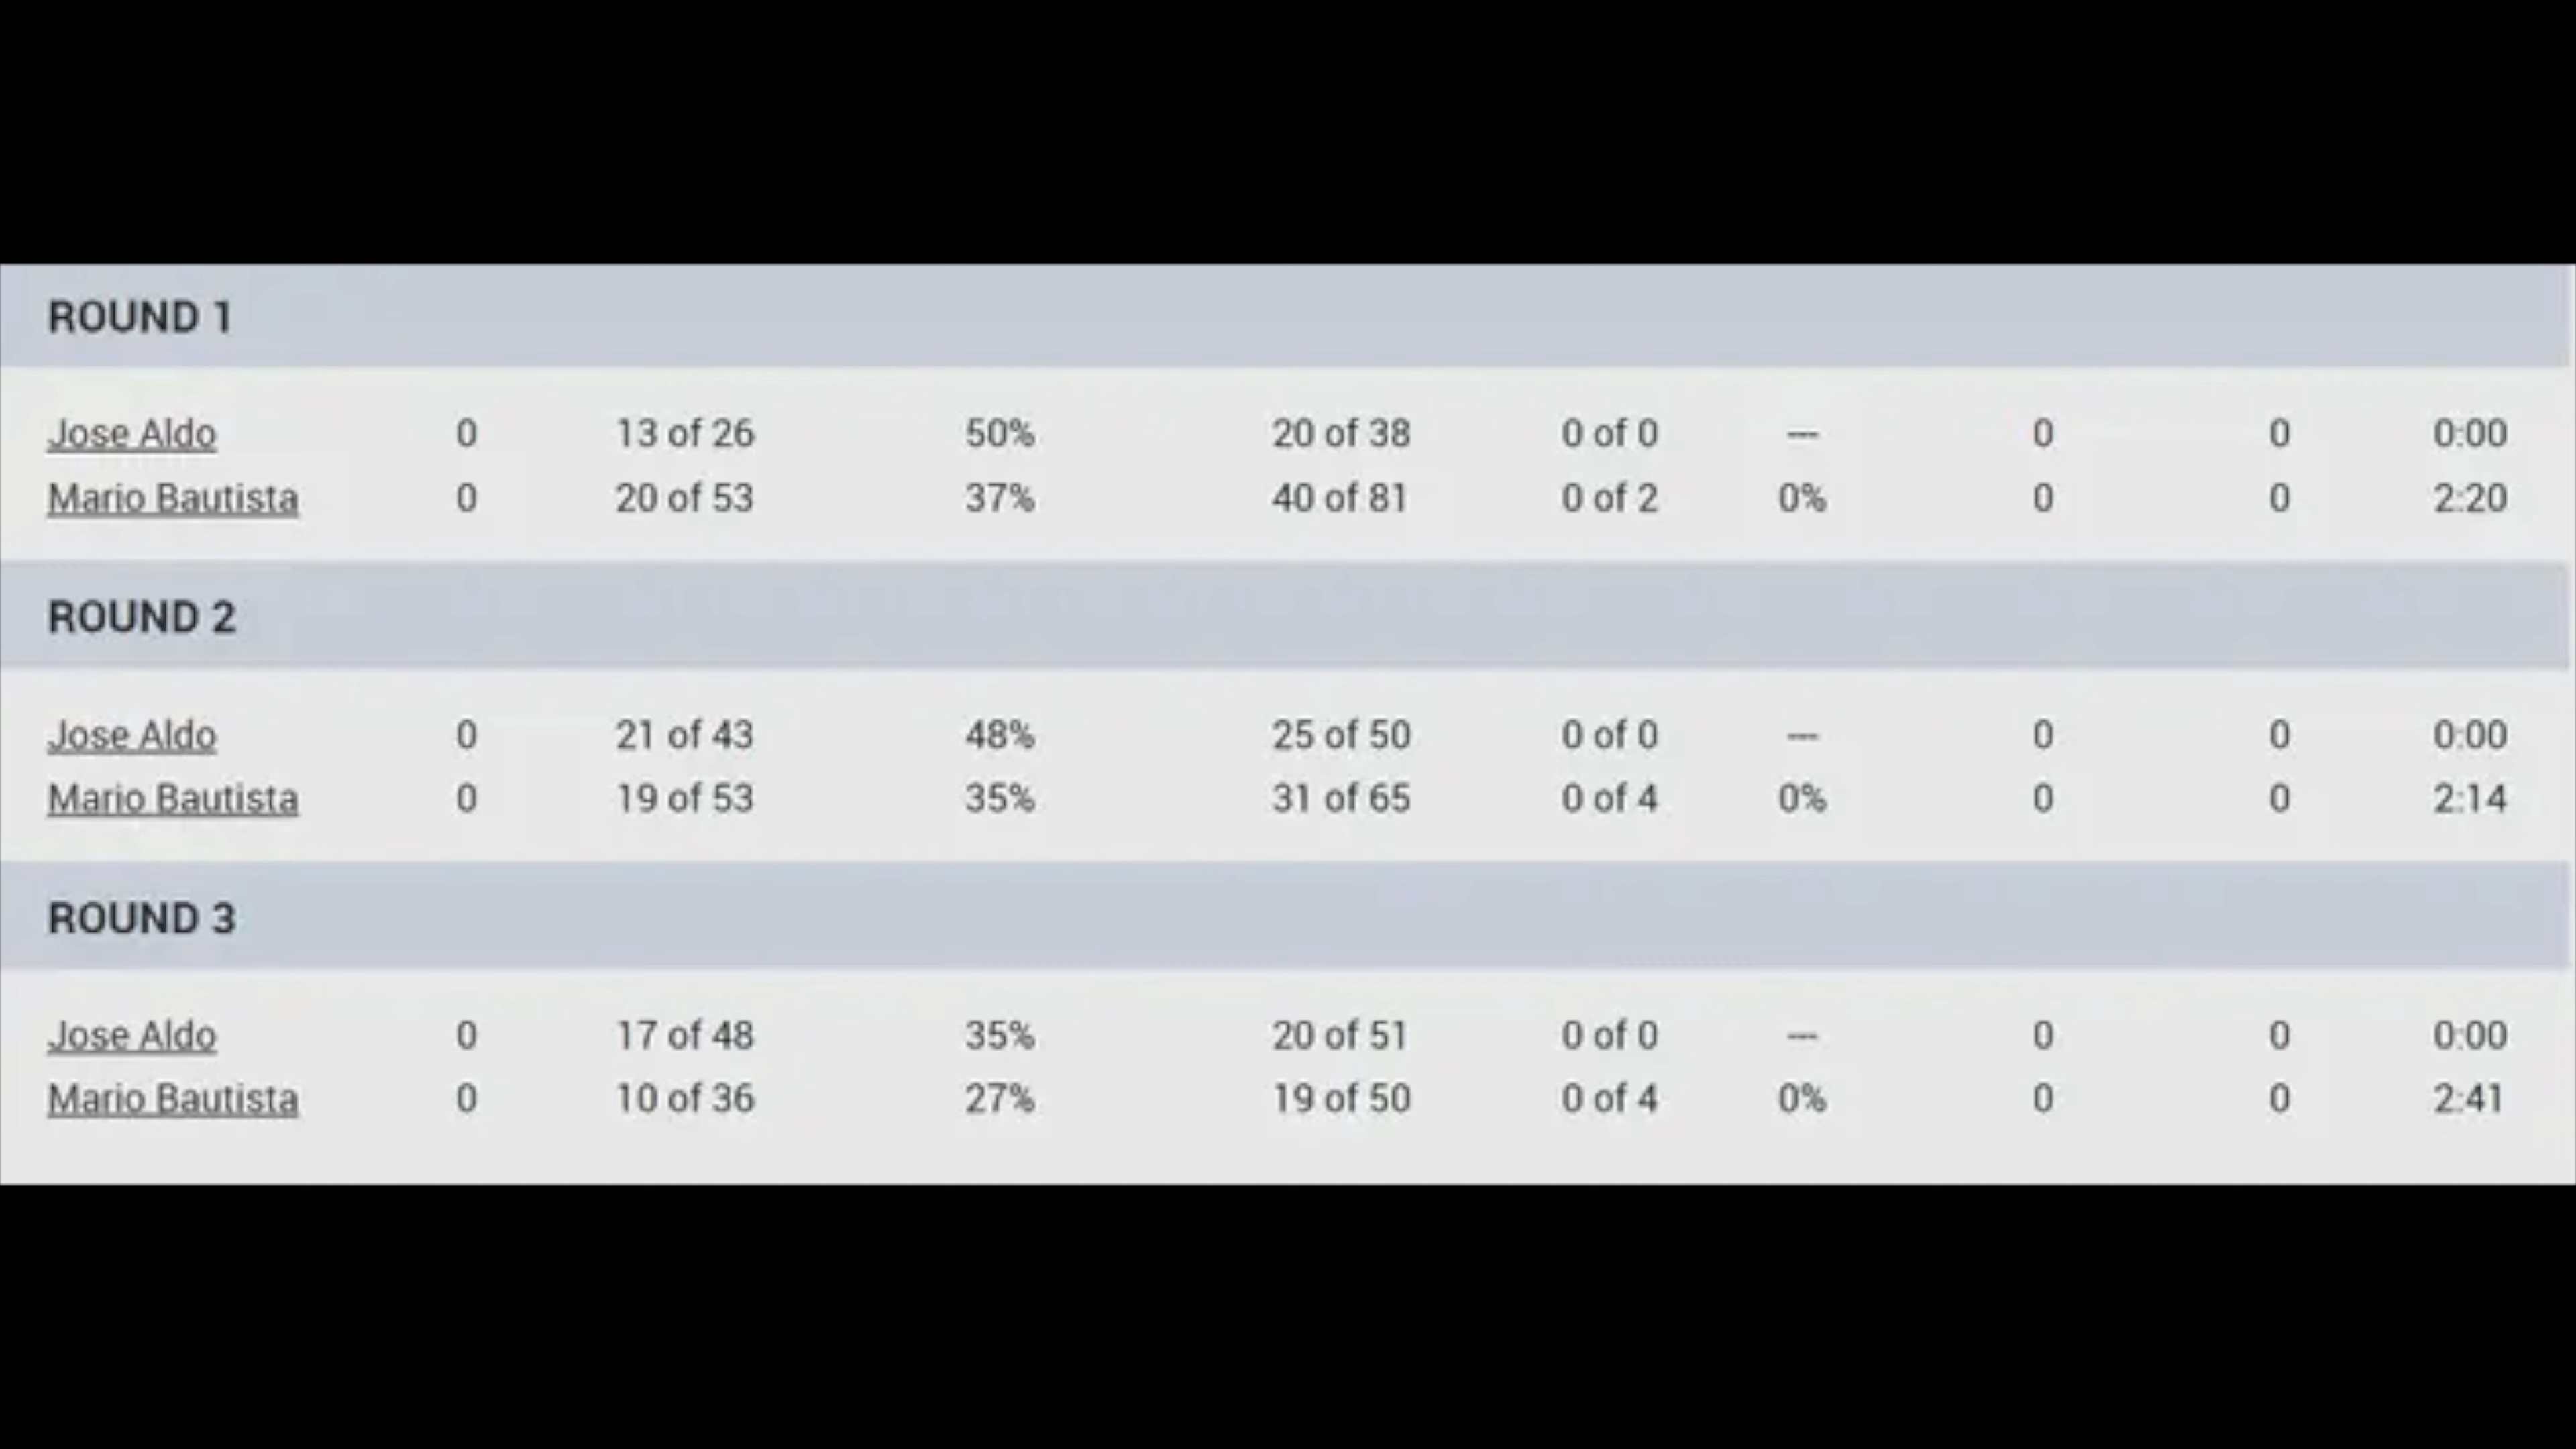 ROUND 1
Jose Aldo 0 13 of 26 50% 20 of 38 0 of 0 --- 0 0 0:00
Mario Bautista 0 20 of 53 37% 40 of 81 0 of 2 0% 0 0 2:20
ROUND 2
Jose Aldo 0 21 of 43 48% 25 of 50 0 of 0 --- 0 0 0:00
Mario Bautista 0 19 of 53 35% 31 of 65 0 of 4 0% 0 0 2:14
ROUND 3
Jose Aldo 0 17 of 48 35% 20 of 51 0 of 0 --- 0 0 0:00
Mario Bautista 0 10 of 36 27% 19 of 50 0 of 4 0% 0 0 2:41